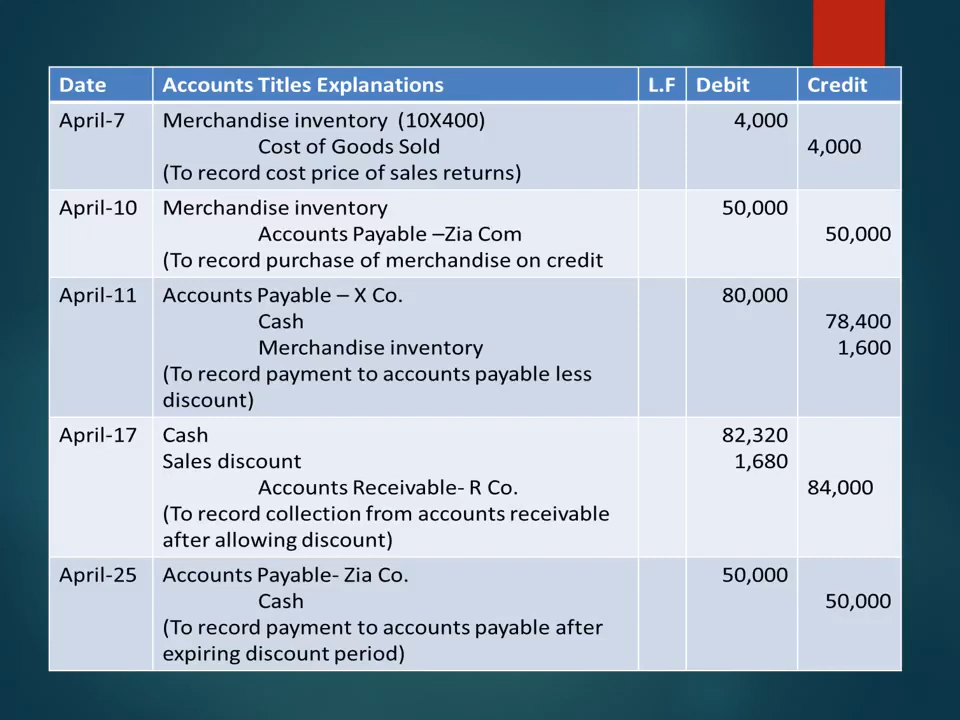 Date Accounts Titles Explanations L.F Debit Credit
April-7 Merchandise inventory (10X400) 4,000
Cost of Goods Sold 4,000
(To record cost price of sales returns)
April-10 Merchandise inventory 50,000
Accounts Payable –Zia Com 50,000
(To record purchase of merchandise on credit
April-11 Accounts Payable – X Co. 80,000
Cash 78,400
Merchandise inventory 1,600
(To record payment to accounts payable less
discount)
April-17 Cash 82,320
Sales discount 1,680
Accounts Receivable- R Co. 84,000
(To record collection from accounts receivable
after allowing discount)
April-25 Accounts Payable- Zia Co. 50,000
Cash 50,000
(To record payment to accounts payable after
expiring discount period)